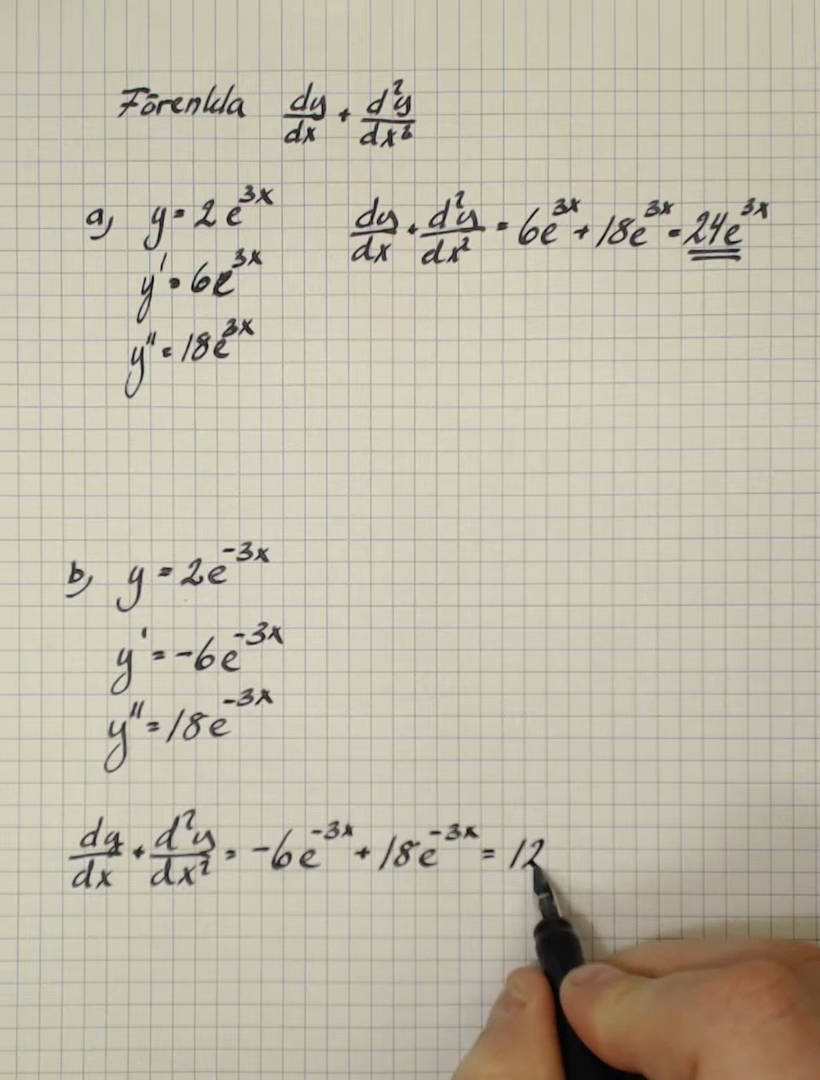 Förenkla dy/dx + d²y/dx²
a) y = 2e^3x dy/dx + d²y/dx² = 6e^3x + 18e^3x = 24e^3x
y' = 6e^3x
y'' = 18e^3x
b) y = 2e^-3x
y' = -6e^-3x
y'' = 18e^-3x
dy/dx + d²y/dx² = -6e^-3x + 18e^-3x = 12